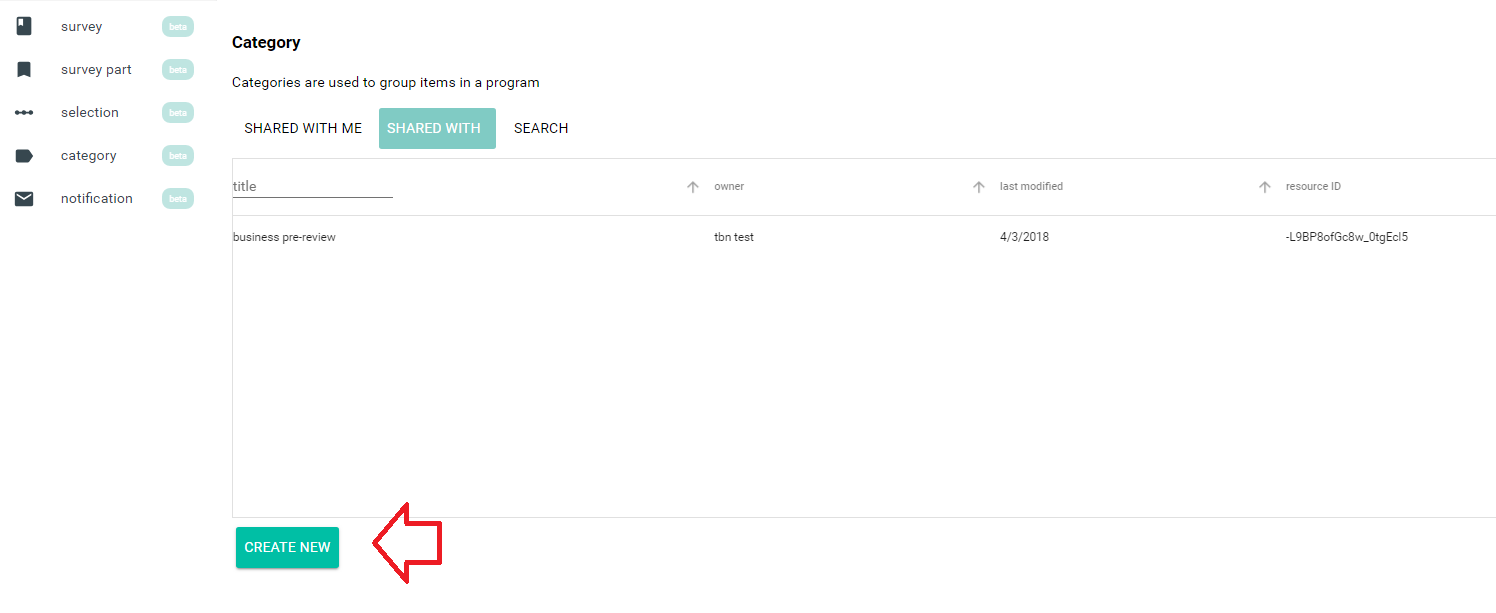 survey beta
survey part beta
selection beta
category beta
notification beta
Category
Categories are used to group items in a program
SHARED WITH ME SHARED WITH SEARCH
title owner last modified resource ID
business pre-review tbn test 4/3/2018 -L9BP8ofGc8w_0tgEcI5
CREATE NEW